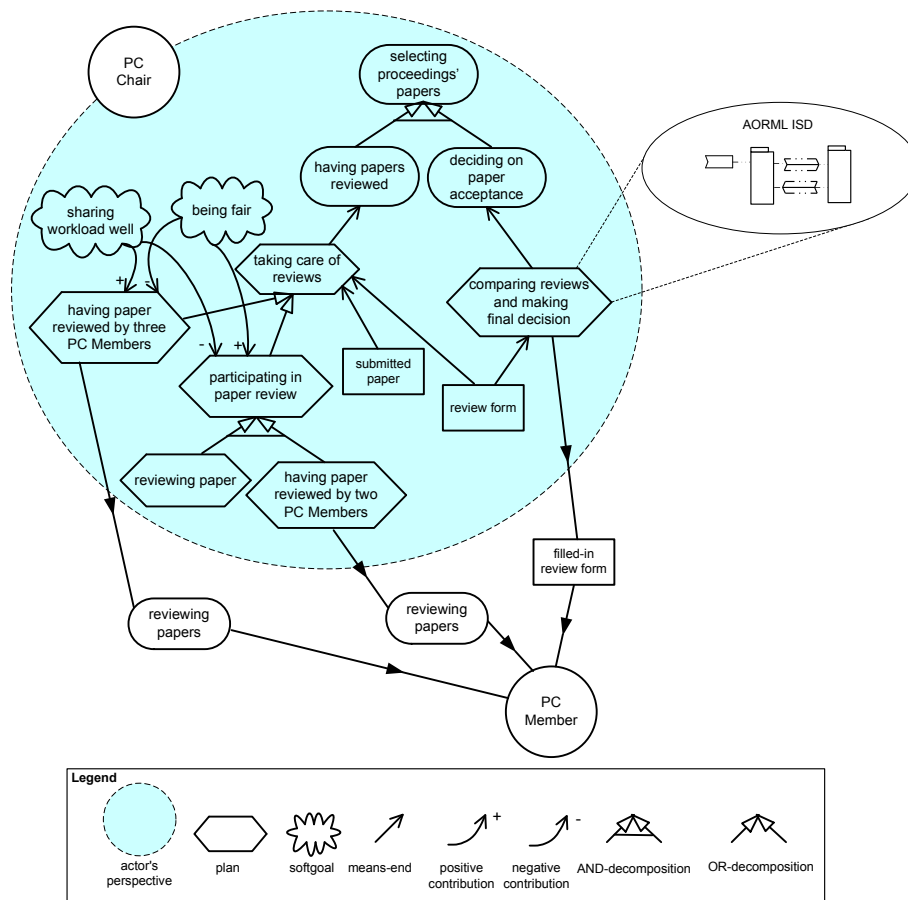 PC
Chair
selecting
proceedings'
papers
AORML ISD
having papers
reviewed
deciding on
paper
acceptance
sharing
workload well
being fair
taking care of
reviews
comparing reviews
and making
final decision
+
-
having paper
reviewed by three
PC Members
-
+
participating in
paper review
submitted
paper
review form
reviewing paper
having paper
reviewed by two
PC Members
filled-in
review form
reviewing
papers
reviewing
papers
PC
Member
Legend
+
-
actor's
perspective
plan
softgoal
means-end
positive
contribution
negative
contribution
AND-decomposition
OR-decomposition